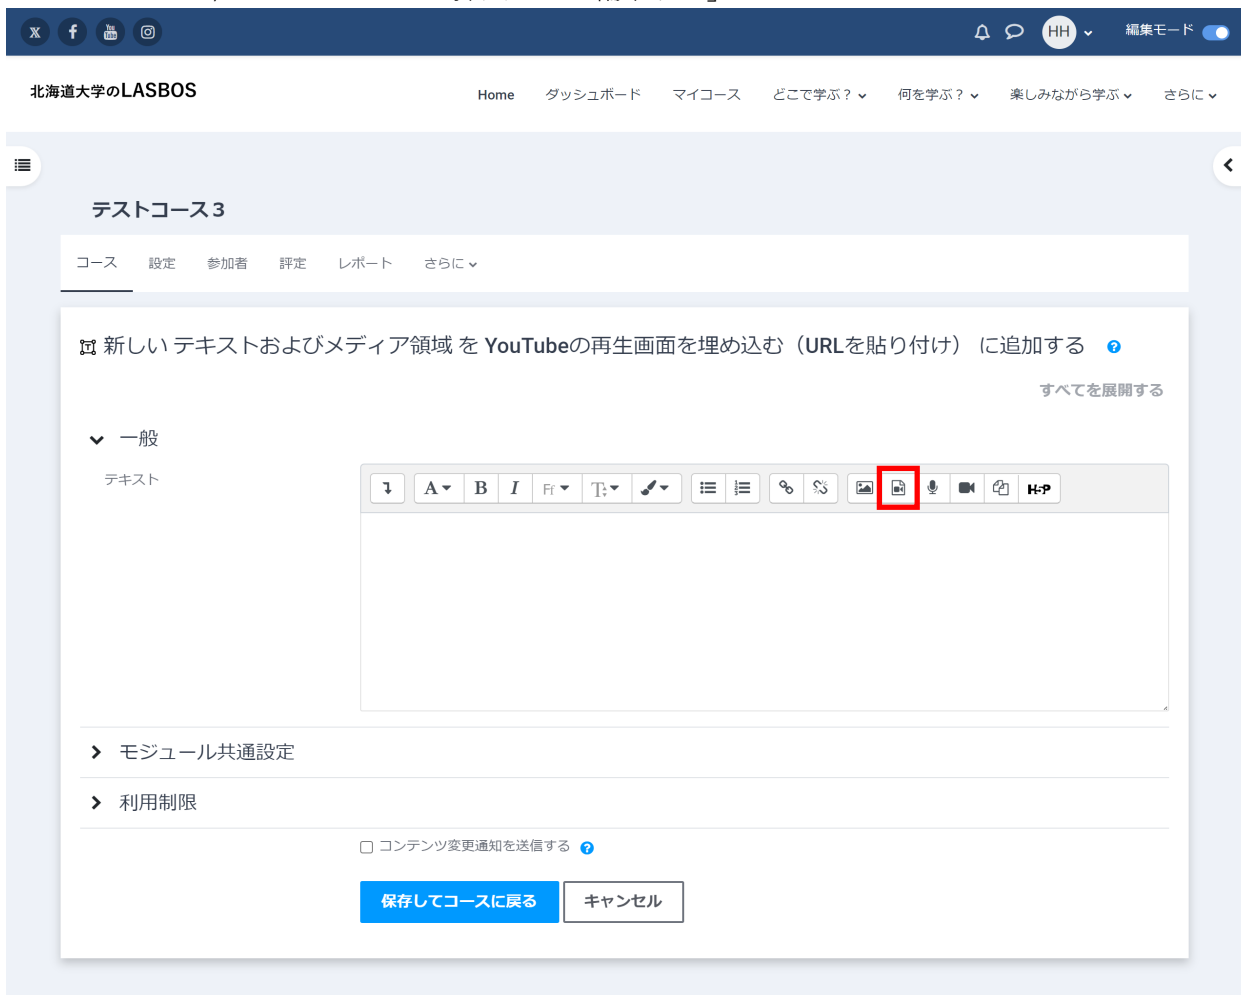 HH 編集モード
北海道大学のLASBOS
Home ダッシュボード マイコース どこで学ぶ？ 何を学ぶ？ 楽しみながら学ぶ さらに
テストコース３
コース 設定 参加者 評定 レポート さらに
新しい テキストおよびメディア領域 を YouTubeの再生画面を埋め込む（URLを貼り付け） に追加する
すべてを展開する
一般
テキスト
A B I Ff T H5P
モジュール共通設定
利用制限
コンテンツ変更通知を送信する
保存してコースに戻る キャンセル